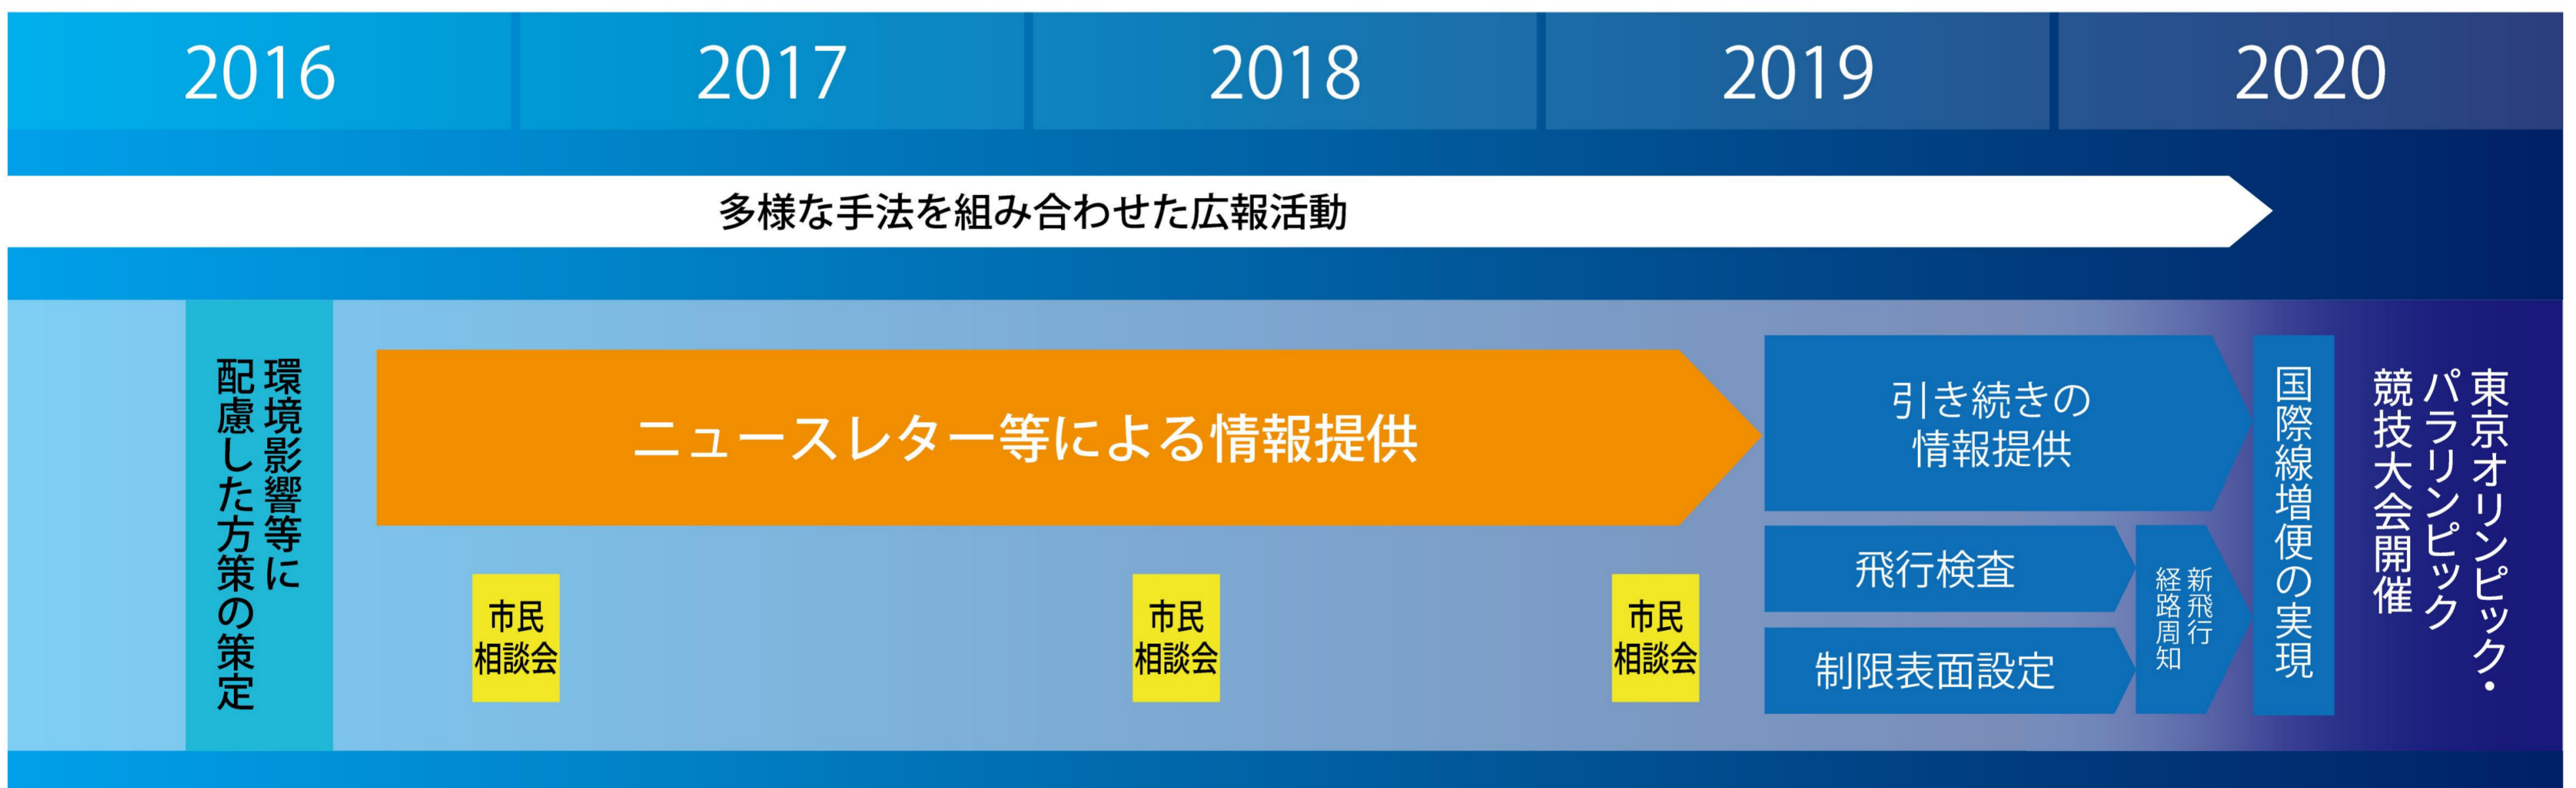 2016
2017
2018
2019
2020
多様な手法を組み合わせた広報活動
環境影響等に
配慮した方策の策定
ニュースレター等による情報提供
市民
相談会
市民
相談会
市民
相談会
引き続きの
情報提供
飛行検査
制限表面設定
新飛行
経路周知
国際線増便の実現
東京オリンピック・
パラリンピック
競技大会開催